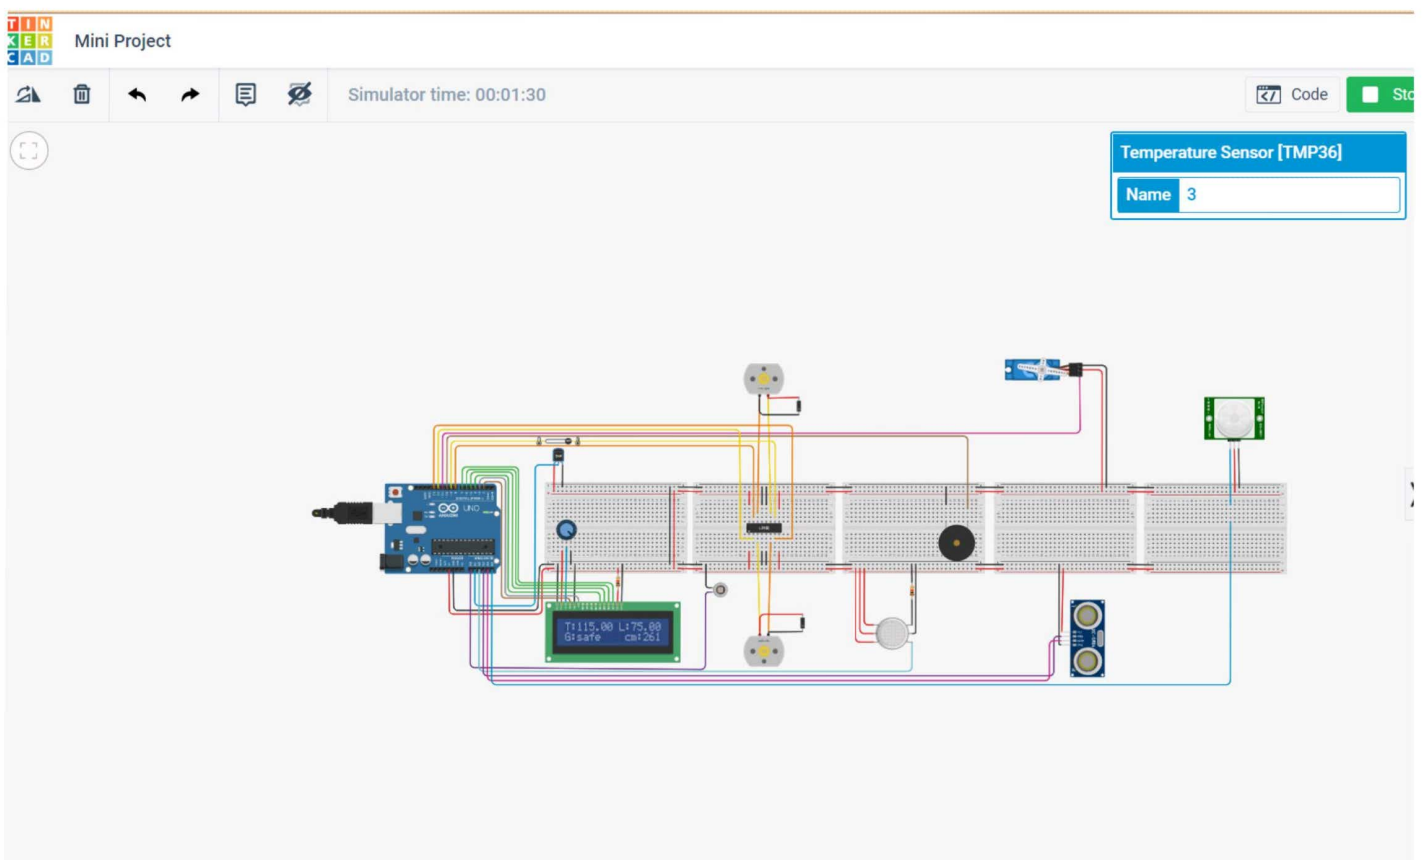 TIN
KER
CAD
Mini Project
Simulator time: 00:01:30
Code
Sto
Temperature Sensor [TMP36]
Name 3
UNO
T:115.00 L:75.00
G:safe cm:261